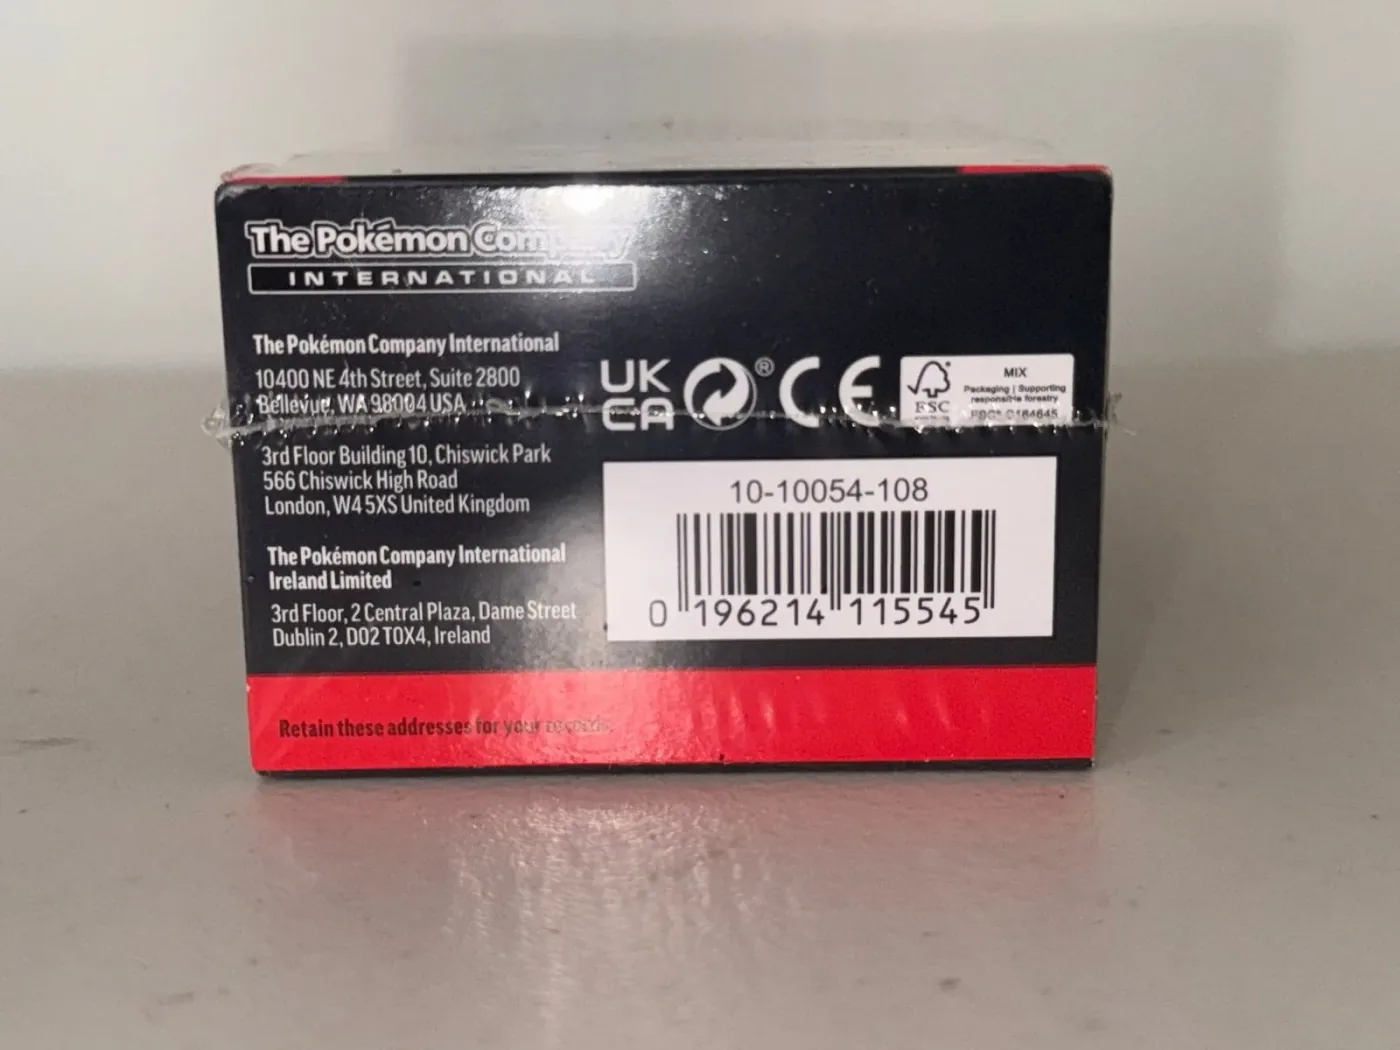 The Pokémon Company
INTERNATIONAL
The Pokémon Company International
10400 NE 4th Street, Suite 2800
Bellevue, WA 98004 USA
3rd Floor Building 10, Chiswick Park
566 Chiswick High Road
London, W4 5XS United Kingdom
The Pokémon Company International
Ireland Limited
3rd Floor, 2 Central Plaza, Dame Street
Dublin 2, D02 T0X4, Ireland
UK
CA
®
CE
FSC
MIX
Packaging | Supporting
responsible forestry
FSC® C164645
10-10054-108
0 196214 115545
Retain these addresses for your records.